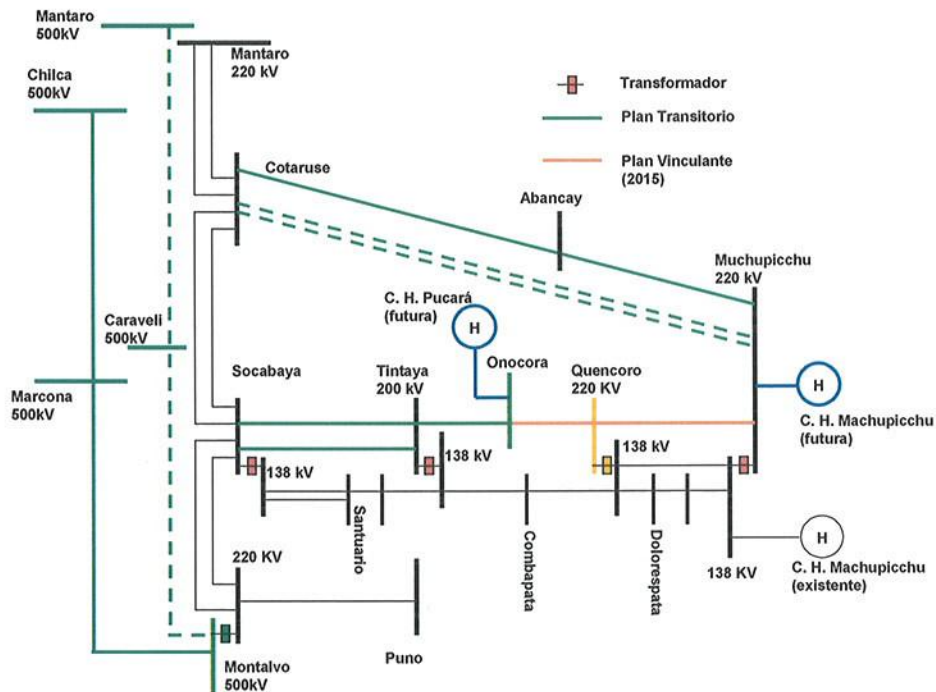 Mantaro
500kV
Mantaro
220 kV
Chilca
500kV
Transformador
Plan Transitorio
Plan Vinculante
(2015)
Cotaruse
Abancay
Muchupicchu
220 kV
C. H. Pucará
(futura)
H
Caraveli
500kV
Onocora
Socabaya
Tintaya
200 kV
Quencoro
220 KV
H
Marcona
500kV
C. H. Machupicchu
(futura)
138 kV
138 kV
138 kV
Santuario
Combapata
Dolorespata
H
220 KV
138 KV
C. H. Machupicchu
(existente)
Puno
Montalvo
500kV